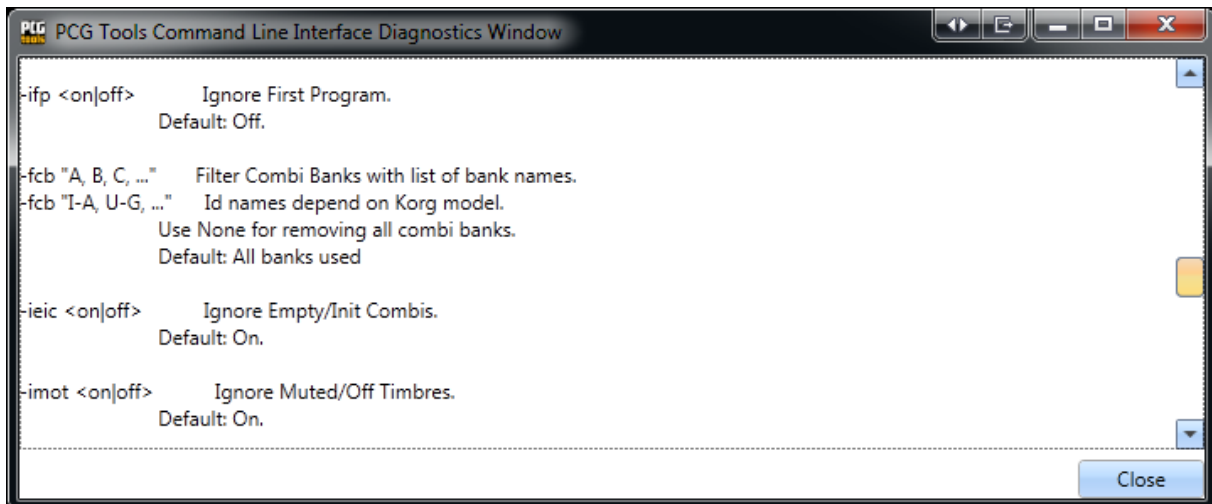 PCG Tools Command Line Interface Diagnostics Window
-ifp <on|off> Ignore First Program.
Default: Off.
-fcb "A, B, C, ..." Filter Combi Banks with list of bank names.
-fcb "I-A, U-G, ..." Id names depend on Korg model.
Use None for removing all combi banks.
Default: All banks used
-ieic <on|off> Ignore Empty/Init Combis.
Default: On.
-imot <on|off> Ignore Muted/Off Timbres.
Default: On.
Close